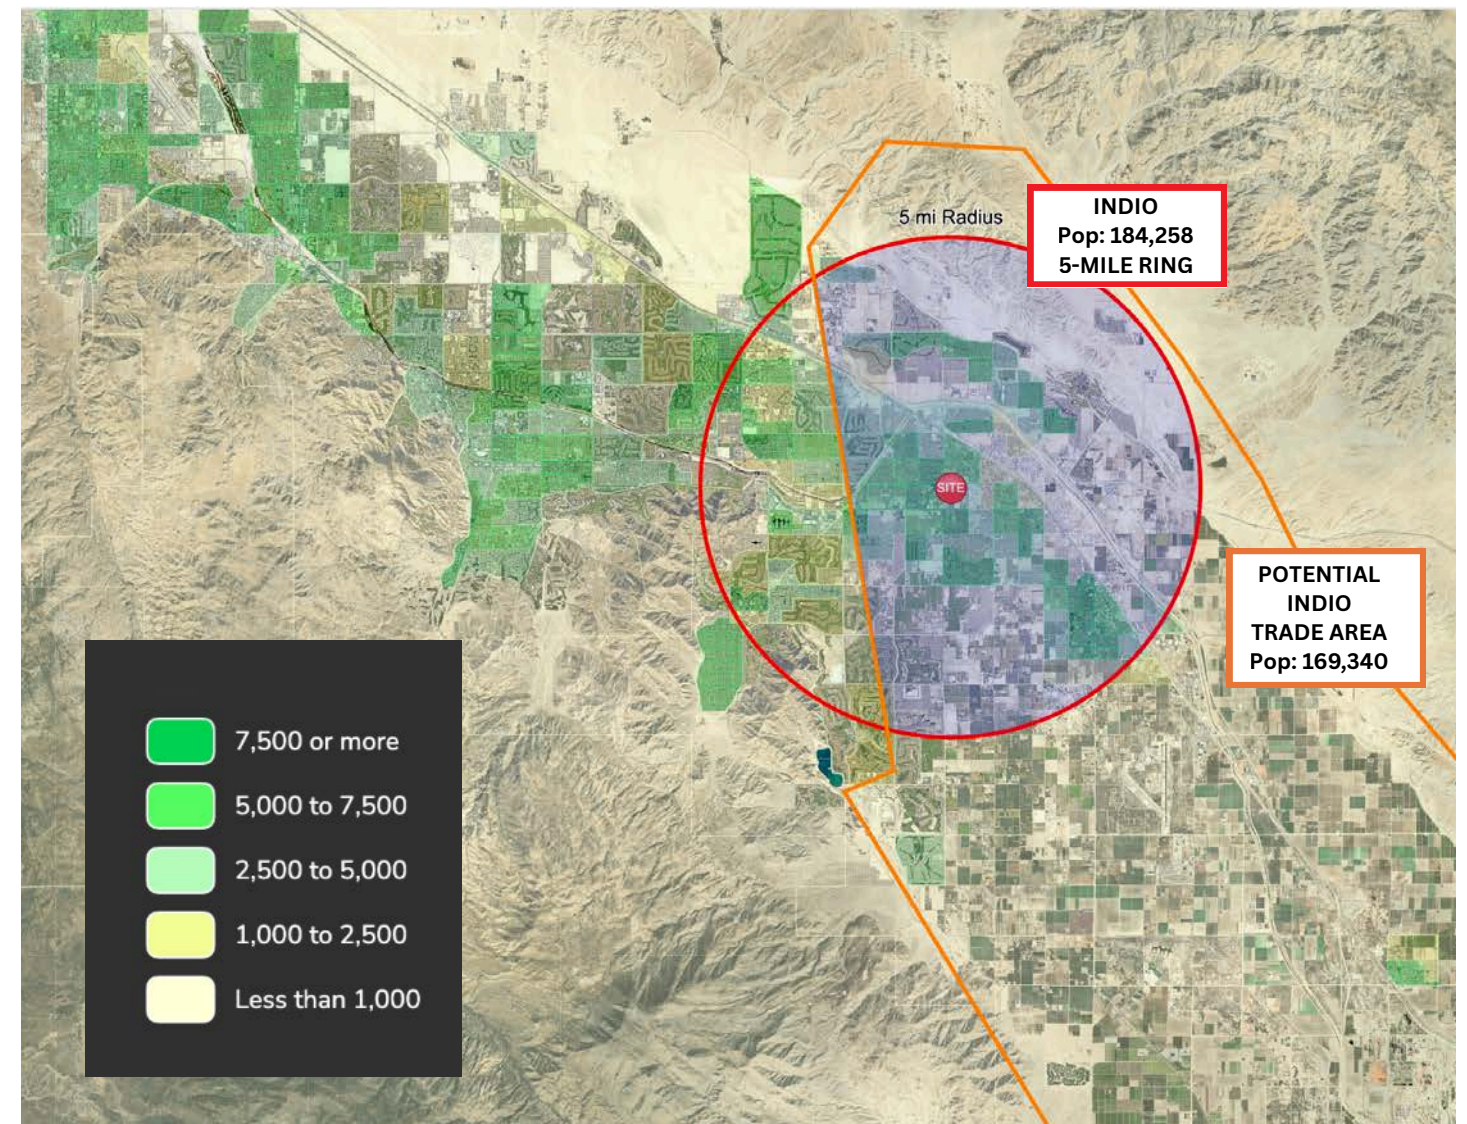 5 mi Radius
INDIO
Pop: 184,258
5-MILE RING
SITE
POTENTIAL
INDIO
TRADE AREA
Pop: 169,340
7,500 or more
5,000 to 7,500
2,500 to 5,000
1,000 to 2,500
Less than 1,000